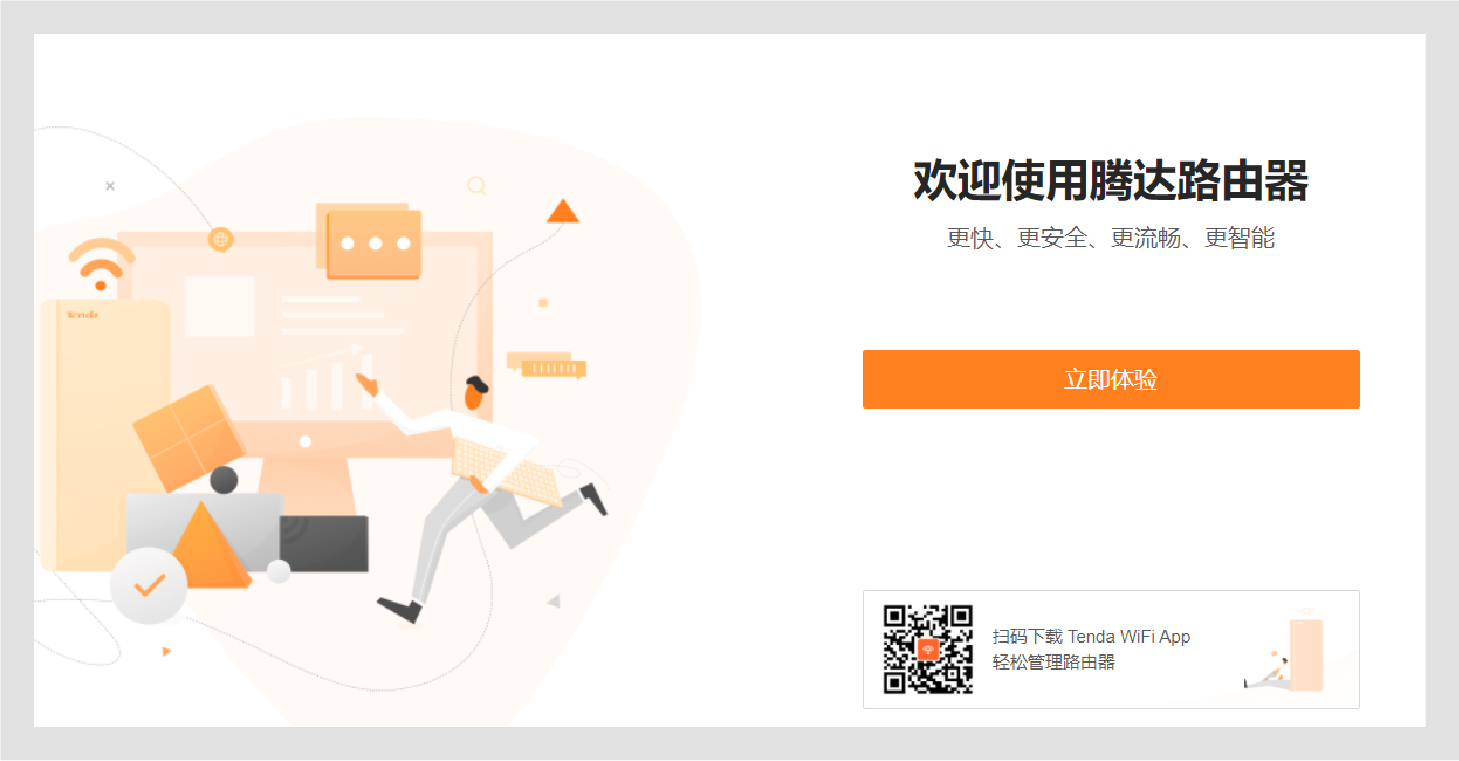 Tenda
欢迎使用腾达路由器
更快、更安全、更流畅、更智能
立即体验
扫码下载 Tenda WiFi App
轻松管理路由器